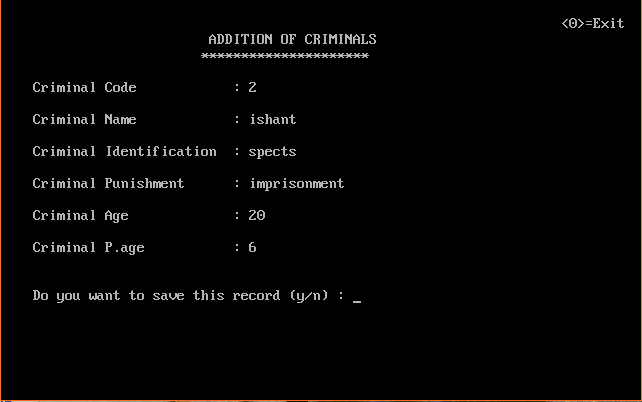 <0>=Exit
ADDITION OF CRIMINALS
*********************
Criminal Code : 2
Criminal Name : ishant
Criminal Identification : spects
Criminal Punishment : imprisonment
Criminal Age : 20
Criminal P.age : 6
Do you want to save this record (y/n) : _